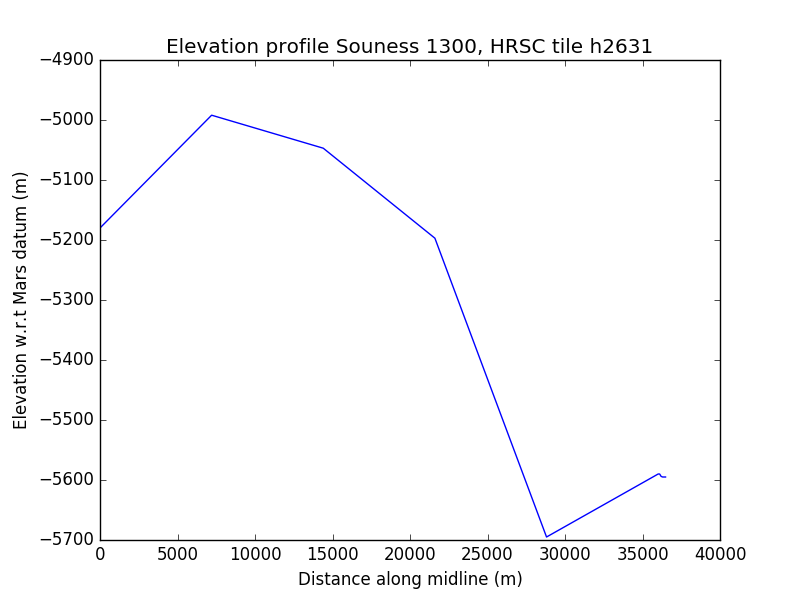 Elevation profile Souness 1300, HRSC tile h2631
−4900
−5000
−5100
−5200
−5300
−5400
−5500
−5600
−5700
Elevation w.r.t Mars datum (m)
0 5000 10000 15000 20000 25000 30000 35000 40000
Distance along midline (m)